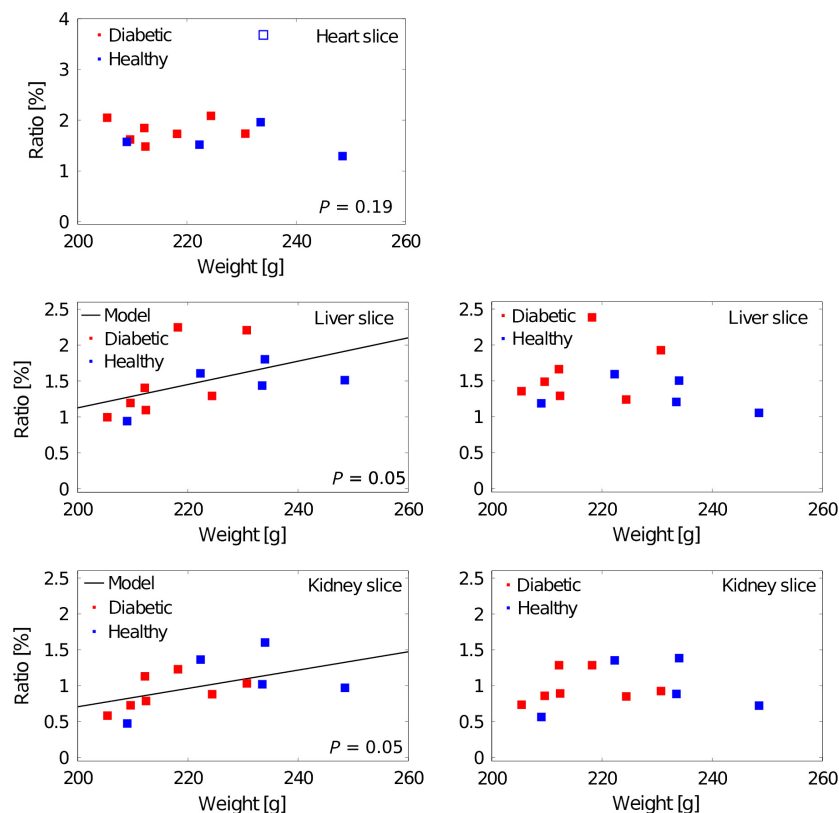 4
3
2
1
0
Ratio [%]
Diabetic
Healthy
Heart slice
P = 0.19
200 220 240 260
Weight [g]
2.5
2
1.5
1
0.5
0
Ratio [%]
Model
Diabetic
Healthy
Liver slice
P = 0.05
200 220 240 260
Weight [g]
2.5
2
1.5
1
0.5
0
Diabetic
Healthy
Liver slice
200 220 240 260
Weight [g]
2.5
2
1.5
1
0.5
0
Ratio [%]
Model
Diabetic
Healthy
Kidney slice
P = 0.05
200 220 240 260
Weight [g]
2.5
2
1.5
1
0.5
0
Diabetic
Healthy
Kidney slice
200 220 240 260
Weight [g]